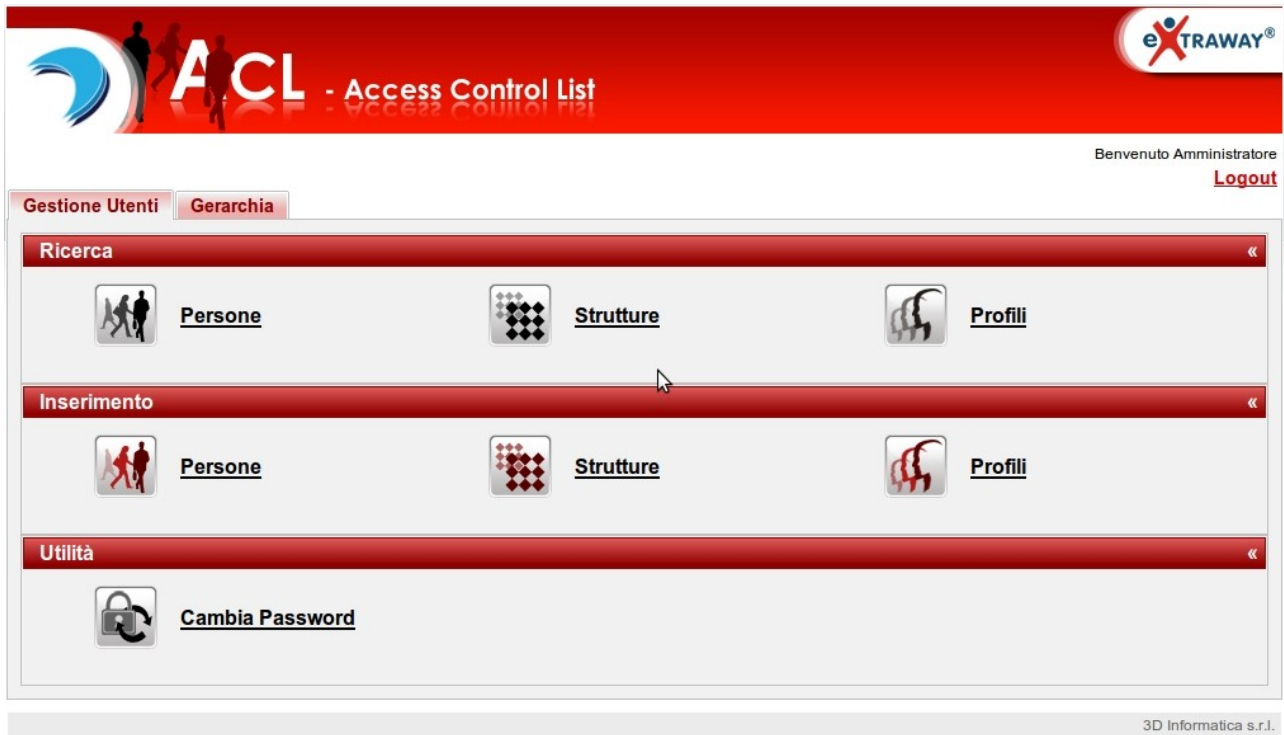 ACL - Access Control List
eXTRAWAY®
Benvenuto Amministratore
Logout
Gestione Utenti Gerarchia
Ricerca «
Persone Strutture Profili
Inserimento «
Persone Strutture Profili
Utilità «
Cambia Password
3D Informatica s.r.l.